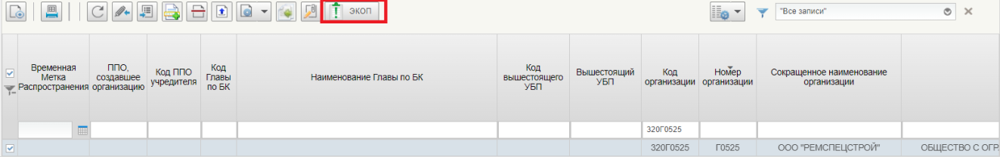 ЭКОП
"Все записи"
Временная
Метка
Распространения
ППО,
создавшее
организацию
Код ППО
учредителя
Код
Главы
по БК
Наименование Главы по БК
Код
вышестоящего
УБП
Вышестоящий
УБП
Код
организации
Номер
организации
Сокращенное наименование
организации
320Г0525
320Г0525 Г0525 ООО "РЕМСПЕЦСТРОЙ" ОБЩЕСТВО С ОГР